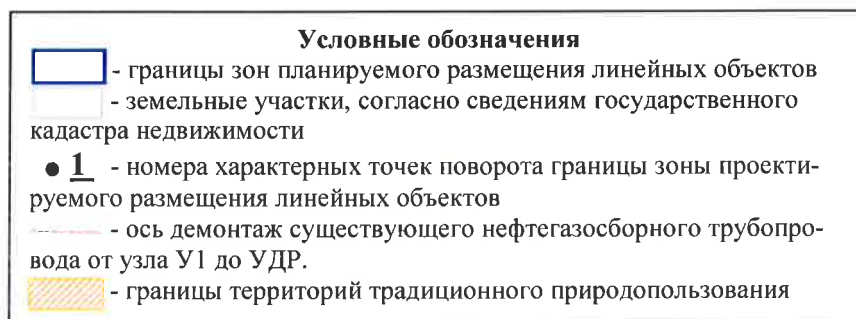 Условные обозначения
- границы зон планируемого размещения линейных объектов
- земельные участки, согласно сведениям государственного
кадастра недвижимости
1 - номера характерных точек поворота границы зоны проекти-
руемого размещения линейных объектов
- ось демонтаж существующего нефтегазосборного трубопро-
вода от узла У1 до УДР.
- границы территорий традиционного природопользования